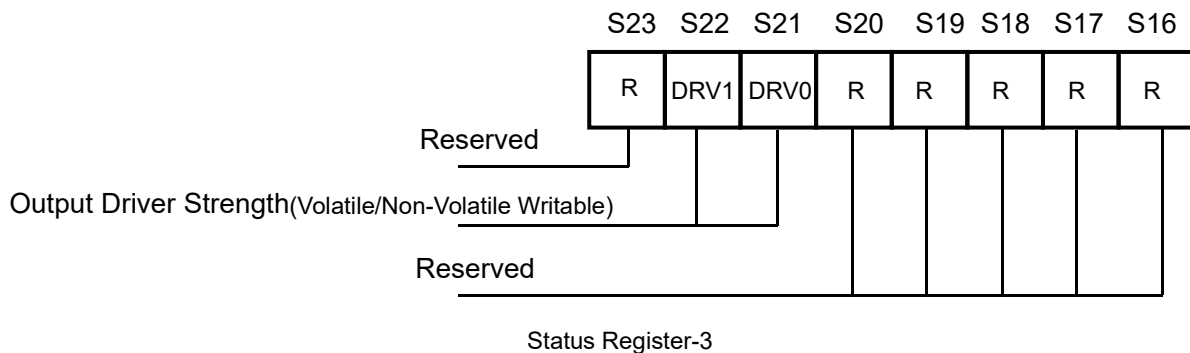 S23 S22 S21 S20 S19 S18 S17 S16
R DRV1 DRV0 R R R R R
Reserved
Output Driver Strength(Volatile/Non-Volatile Writable)
Reserved
Status Register-3